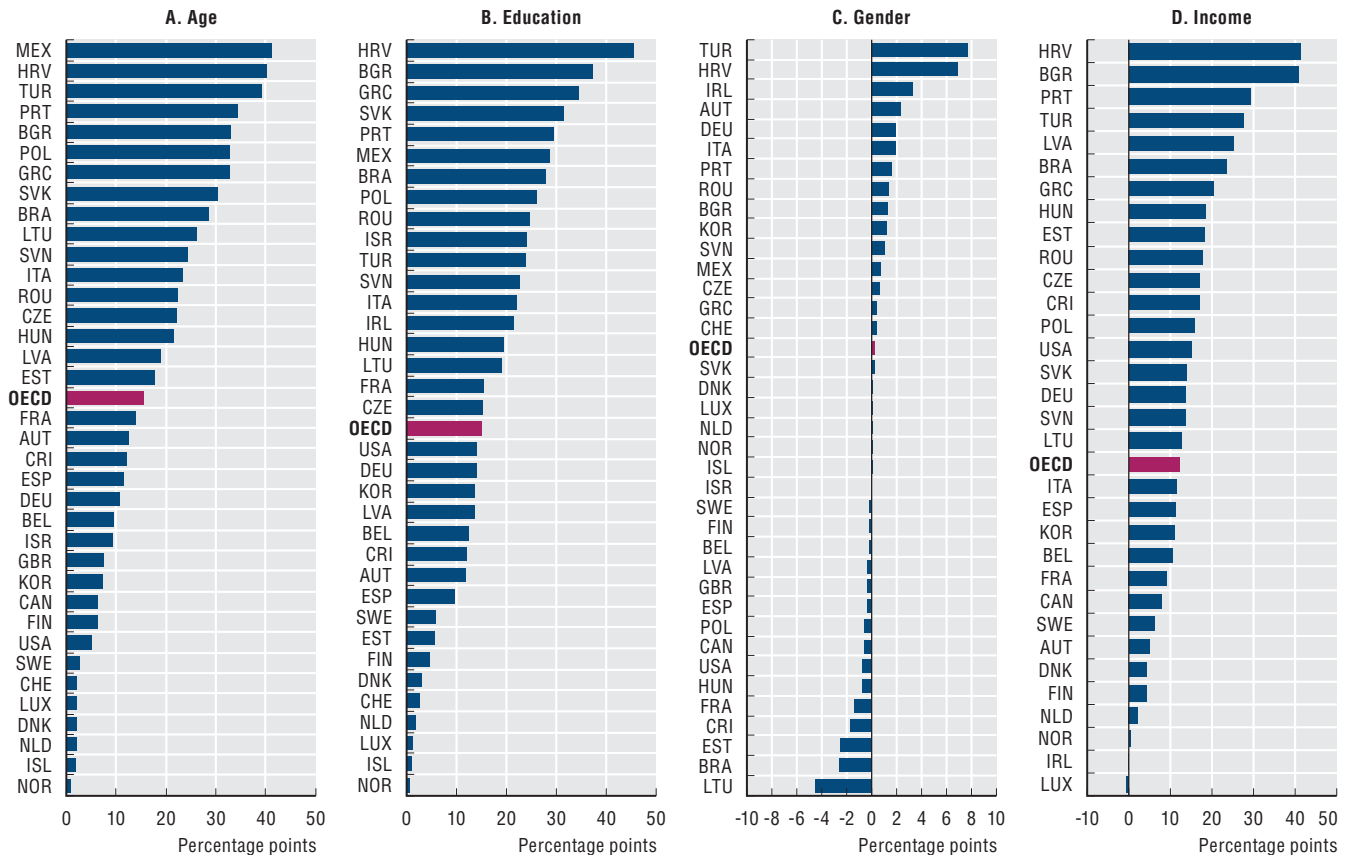 A. Age
MEX
HRV
TUR
PRT
BGR
POL
GRC
SVK
BRA
LTU
SVN
ITA
ROU
CZE
HUN
LVA
EST
OECD
FRA
AUT
CRI
ESP
DEU
BEL
ISR
GBR
KOR
CAN
FIN
USA
SWE
CHE
LUX
DNK
NLD
ISL
NOR
0 10 20 30 40 50
Percentage points
B. Education
HRV
BGR
GRC
SVK
PRT
MEX
BRA
POL
ROU
ISR
TUR
SVN
ITA
IRL
HUN
LTU
FRA
CZE
OECD
USA
DEU
KOR
LVA
BEL
CRI
AUT
ESP
SWE
EST
FIN
DNK
CHE
NLD
LUX
ISL
NOR
0 10 20 30 40 50
Percentage points
C. Gender
TUR
HRV
IRL
AUT
DEU
ITA
PRT
ROU
BGR
KOR
SVN
MEX
CZE
GRC
CHE
OECD
SVK
DNK
LUX
NLD
NOR
ISL
ISR
SWE
FIN
BEL
LVA
GBR
ESP
POL
CAN
USA
HUN
FRA
CRI
EST
BRA
LTU
-10 -8 -6 -4 -2 0 2 4 6 8 10
Percentage points
D. Income
HRV
BGR
PRT
TUR
LVA
BRA
GRC
HUN
EST
ROU
CZE
CRI
POL
USA
SVK
DEU
SVN
LTU
OECD
ITA
ESP
KOR
BEL
FRA
CAN
SWE
AUT
DNK
FIN
NLD
NOR
IRL
LUX
-10 0 10 20 30 40 50
Percentage points